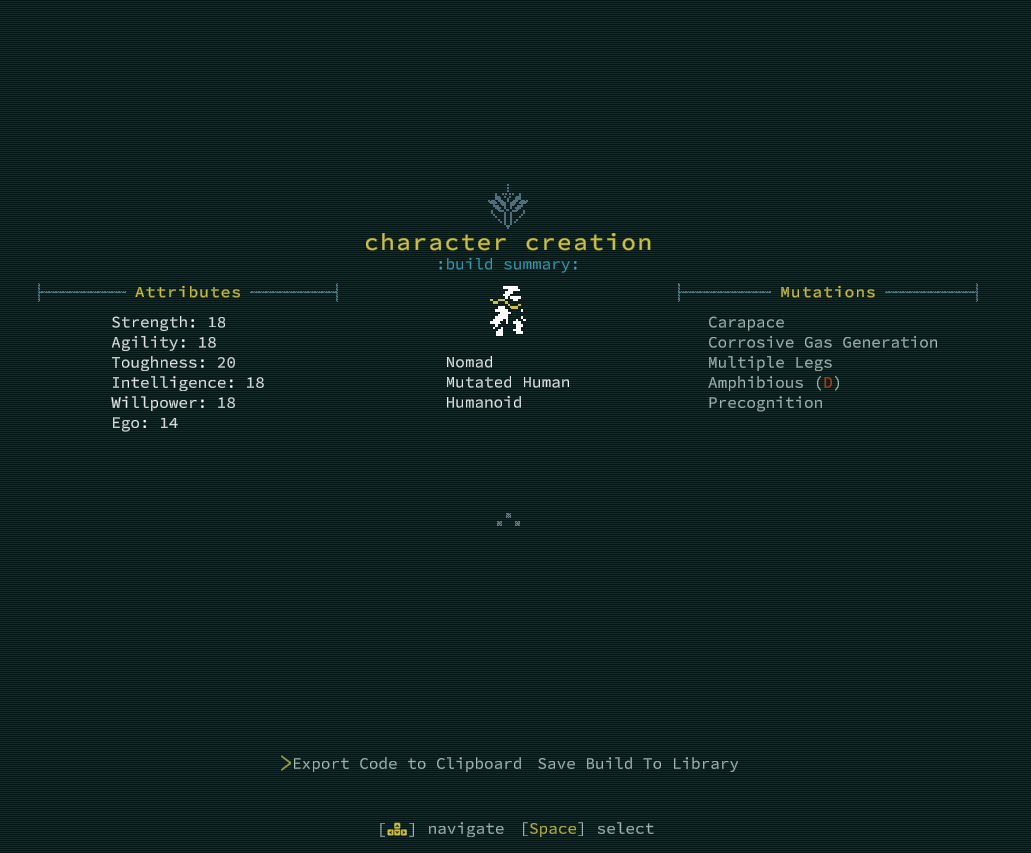 character creation
:build summary:
Attributes
Strength: 18
Agility: 18
Toughness: 20
Intelligence: 18
Willpower: 18
Ego: 14
Nomad
Mutated Human
Humanoid
Mutations
Carapace
Corrosive Gas Generation
Multiple Legs
Amphibious (D)
Precognition
>Export Code to Clipboard Save Build To Library
[] navigate [Space] select